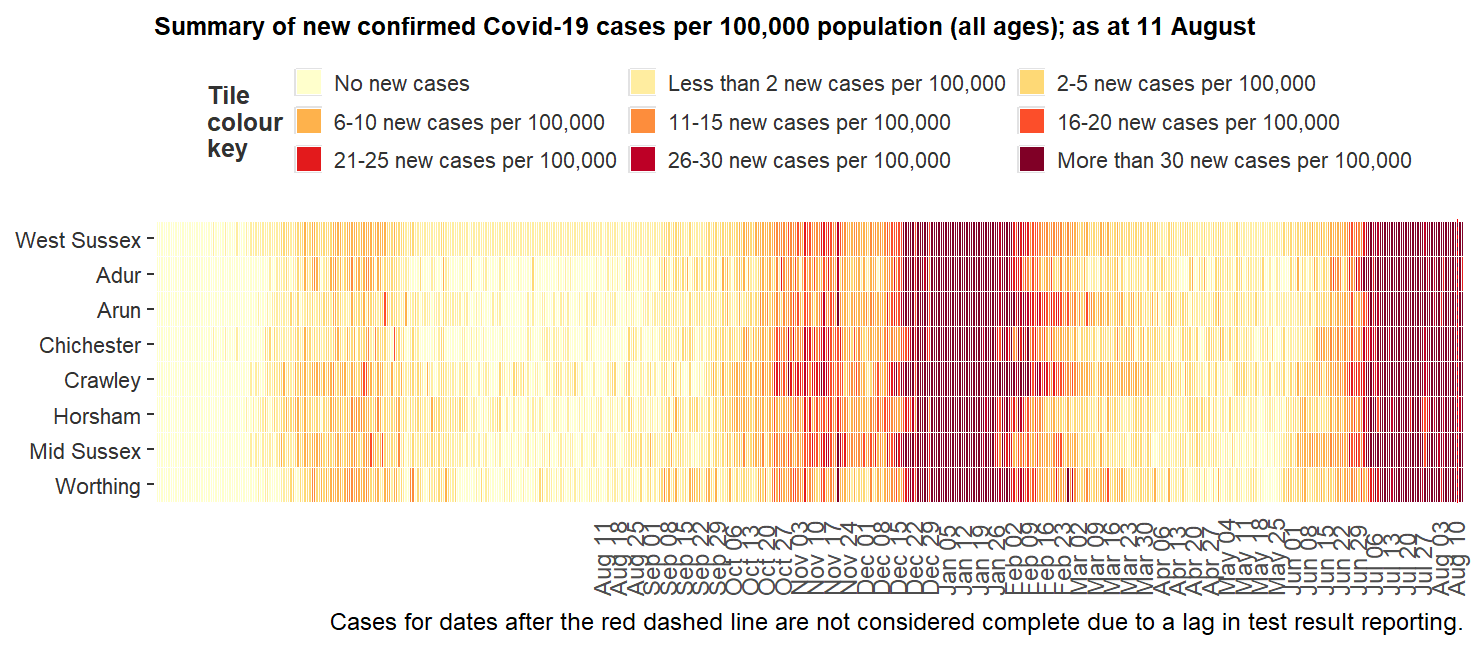 Summary of new confirmed Covid-19 cases per 100,000 population (all ages); as at 11 August
Tile
colour
key
No new cases
Less than 2 new cases per 100,000
2-5 new cases per 100,000
6-10 new cases per 100,000
11-15 new cases per 100,000
16-20 new cases per 100,000
21-25 new cases per 100,000
26-30 new cases per 100,000
More than 30 new cases per 100,000
West Sussex
Adur
Arun
Chichester
Crawley
Horsham
Mid Sussex
Worthing
Aug 11
Aug 18
Aug 25
Sep 01
Sep 08
Sep 15
Sep 22
Sep 29
Oct 06
Oct 13
Oct 20
Oct 27
Nov 03
Nov 10
Nov 17
Nov 24
Dec 01
Dec 08
Dec 15
Dec 22
Dec 29
Jan 05
Jan 12
Jan 19
Jan 26
Feb 02
Feb 09
Feb 16
Feb 23
Mar 02
Mar 09
Mar 16
Mar 23
Mar 30
Apr 06
Apr 13
Apr 20
Apr 27
May 04
May 11
May 18
May 25
Jun 01
Jun 08
Jun 15
Jun 22
Jun 29
Jul 06
Jul 13
Jul 20
Jul 27
Aug 03
Aug 10
Cases for dates after the red dashed line are not considered complete due to a lag in test result reporting.